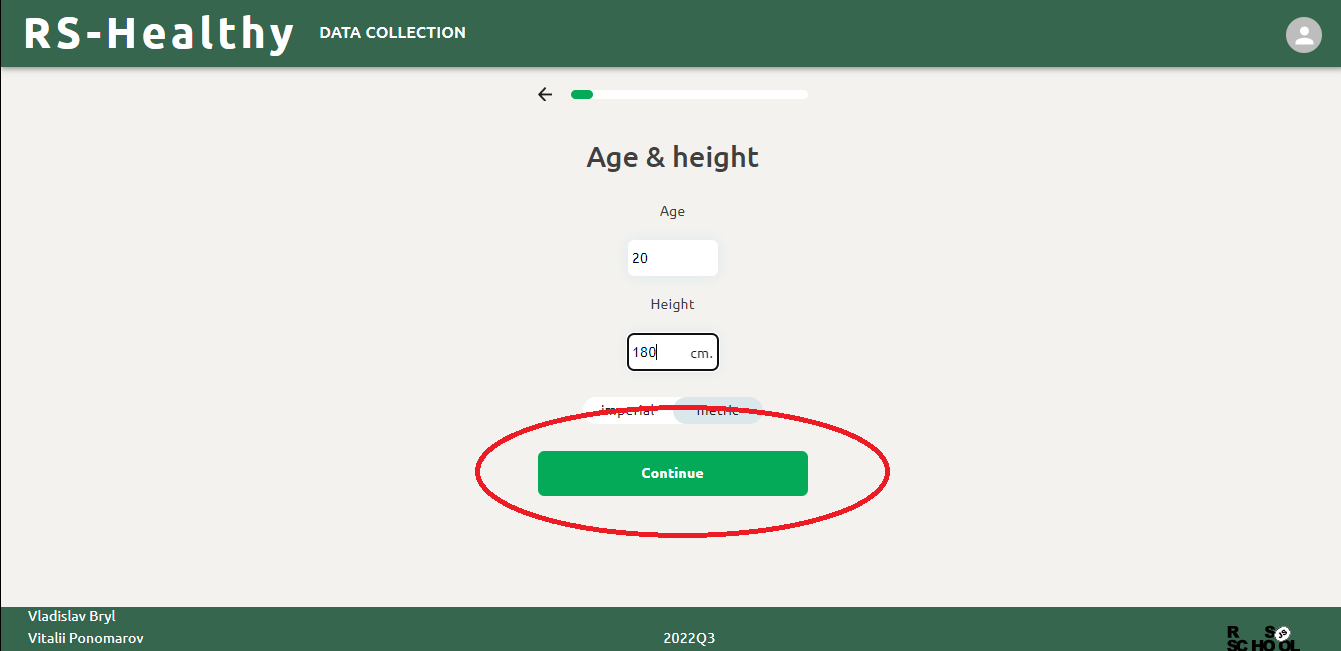 RS-Healthy DATA COLLECTION
Age & height
Age
20
Height
180 cm.
imperial metric
Continue
Vladislav Bryl
Vitalii Ponomarov
2022Q3
R S JS
SCHOOL